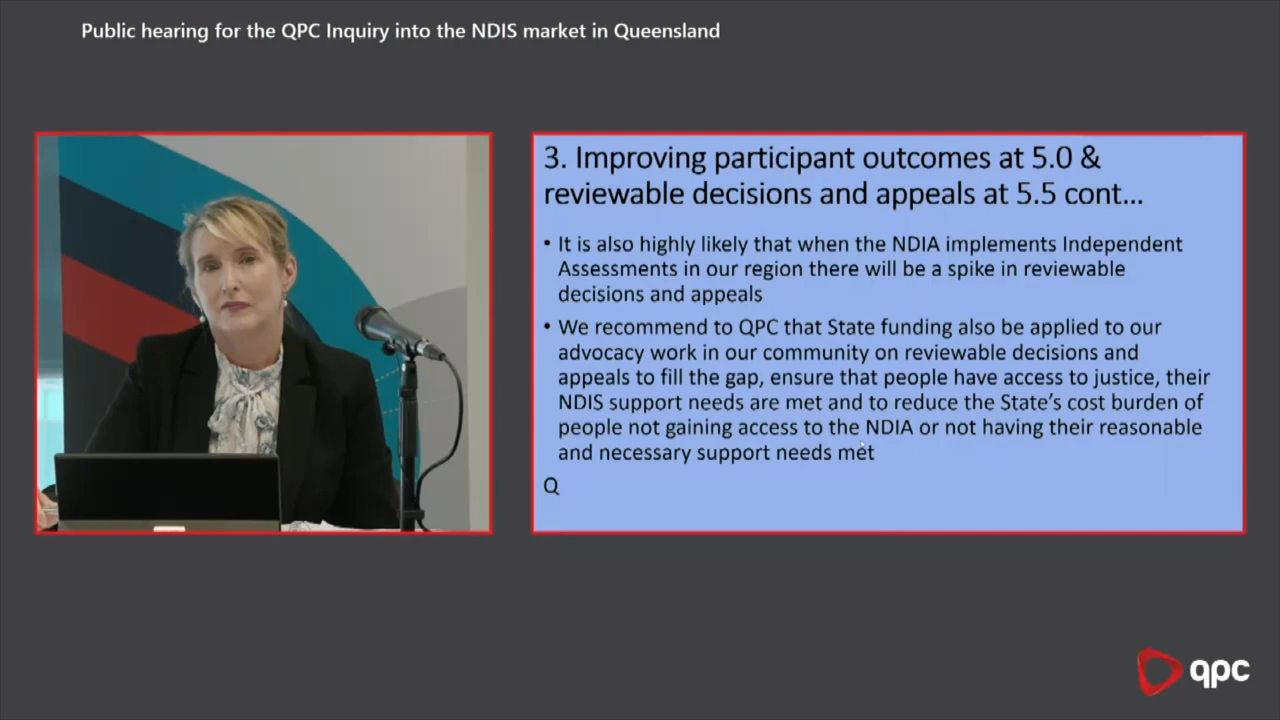 Public hearing for the QPC Inquiry into the NDIS market in Queensland
3. Improving participant outcomes at 5.0 &
reviewable decisions and appeals at 5.5 cont...
• It is also highly likely that when the NDIA implements Independent
Assessments in our region there will be a spike in reviewable
decisions and appeals
• We recommend to QPC that State funding also be applied to our
advocacy work in our community on reviewable decisions and
appeals to fill the gap, ensure that people have access to justice, their
NDIS support needs are met and to reduce the State's cost burden of
people not gaining access to the NDIA or not having their reasonable
and necessary support needs met
Q
qpc